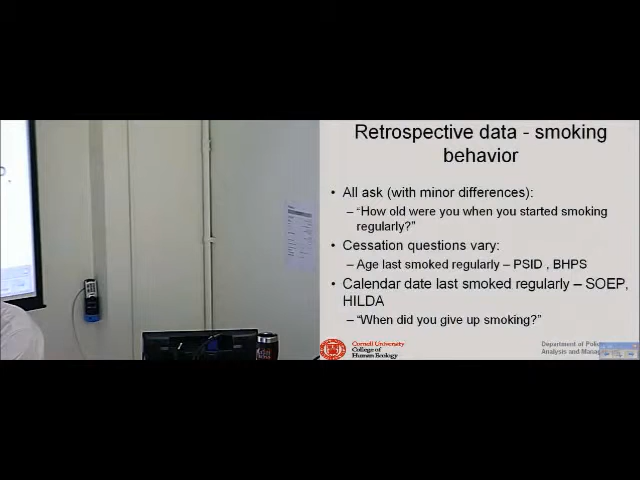 Retrospective data - smoking
behavior
• All ask (with minor differences):
– "How old were you when you started smoking
regularly?"
• Cessation questions vary:
– Age last smoked regularly – PSID , BHPS
• Calendar date last smoked regularly – SOEP,
HILDA
– "When did you give up smoking?"
Cornell University
College of
Human Ecology
Department of
Analysis and